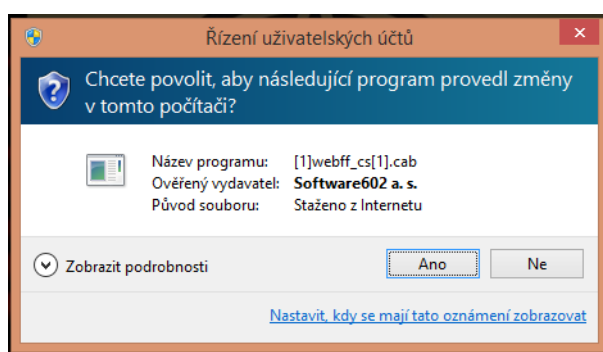 Řízení uživatelských účtů
Chcete povolit, aby následující program provedl změny
v tomto počítači?
Název programu: [1]webff_cs[1].cab
Ověřený vydavatel: Software602 a. s.
Původ souboru: Staženo z Internetu
Zobrazit podrobnosti
Ano
Ne
Nastavit, kdy se mají tato oznámení zobrazovat